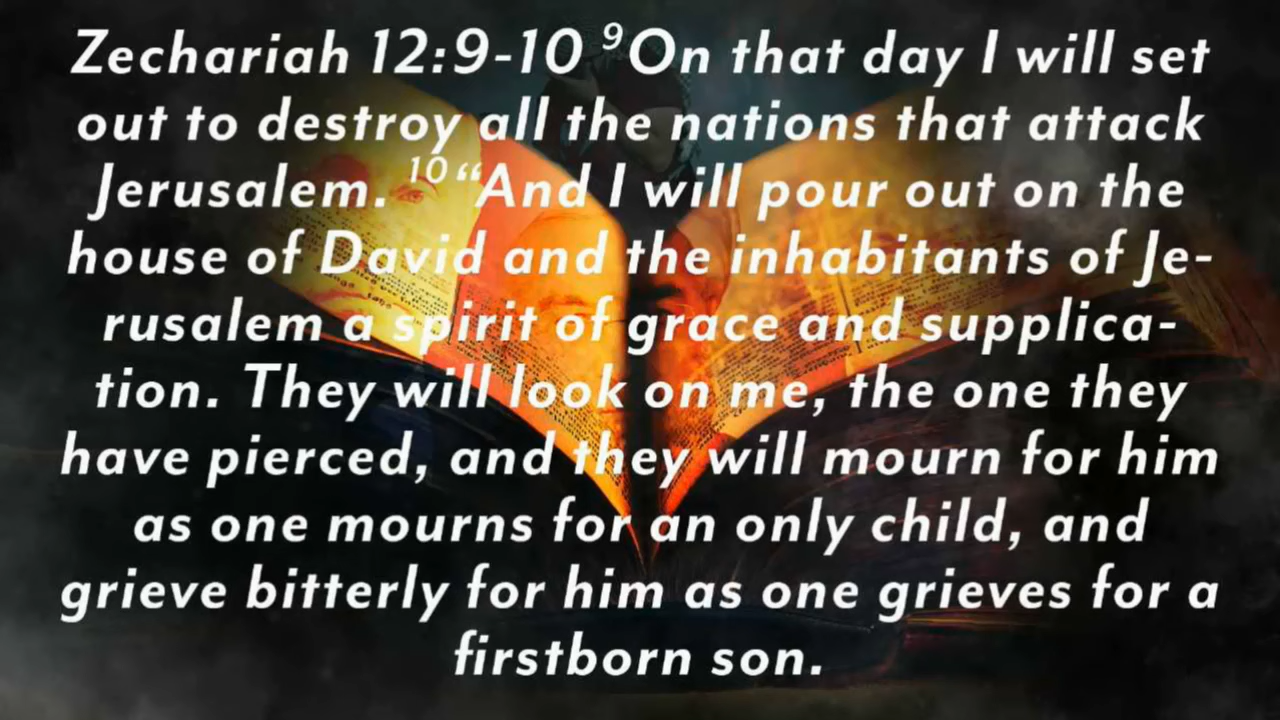 Zechariah 12:9-10 ⁹On that day I will set
out to destroy all the nations that attack
Jerusalem. ¹⁰“And I will pour out on the
house of David and the inhabitants of Je-
rusalem a spirit of grace and supplica-
tion. They will look on me, the one they
have pierced, and they will mourn for him
as one mourns for an only child, and
grieve bitterly for him as one grieves for a
firstborn son.